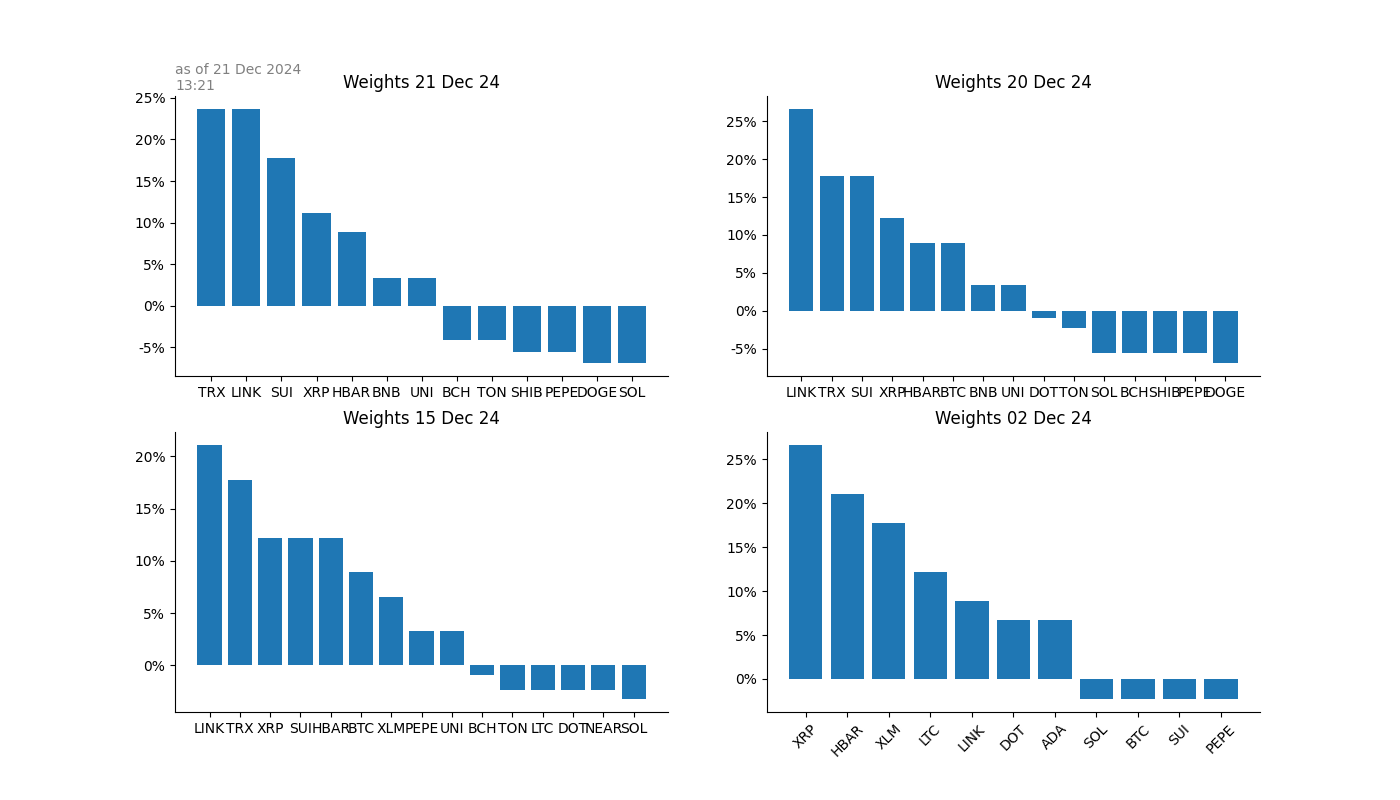 as of 21 Dec 2024
13:21
Weights 21 Dec 24
25%
20%
15%
10%
5%
0%
-5%
TRX LINK SUI XRP HBAR BNB UNI BCH TON SHIB PEPE DOGE SOL
Weights 20 Dec 24
25%
20%
15%
10%
5%
0%
-5%
LINK TRX SUI XRP HBAR BTC BNB UNI DOT TON SOL BCH SHIB PEPE DOGE
Weights 15 Dec 24
20%
15%
10%
5%
0%
LINK TRX XRP SUI HBAR BTC XLM PEPE UNI BCH TON LTC DOT NEAR SOL
Weights 02 Dec 24
25%
20%
15%
10%
5%
0%
XRP HBAR XLM LTC LINK DOT ADA SOL BTC SUI PEPE